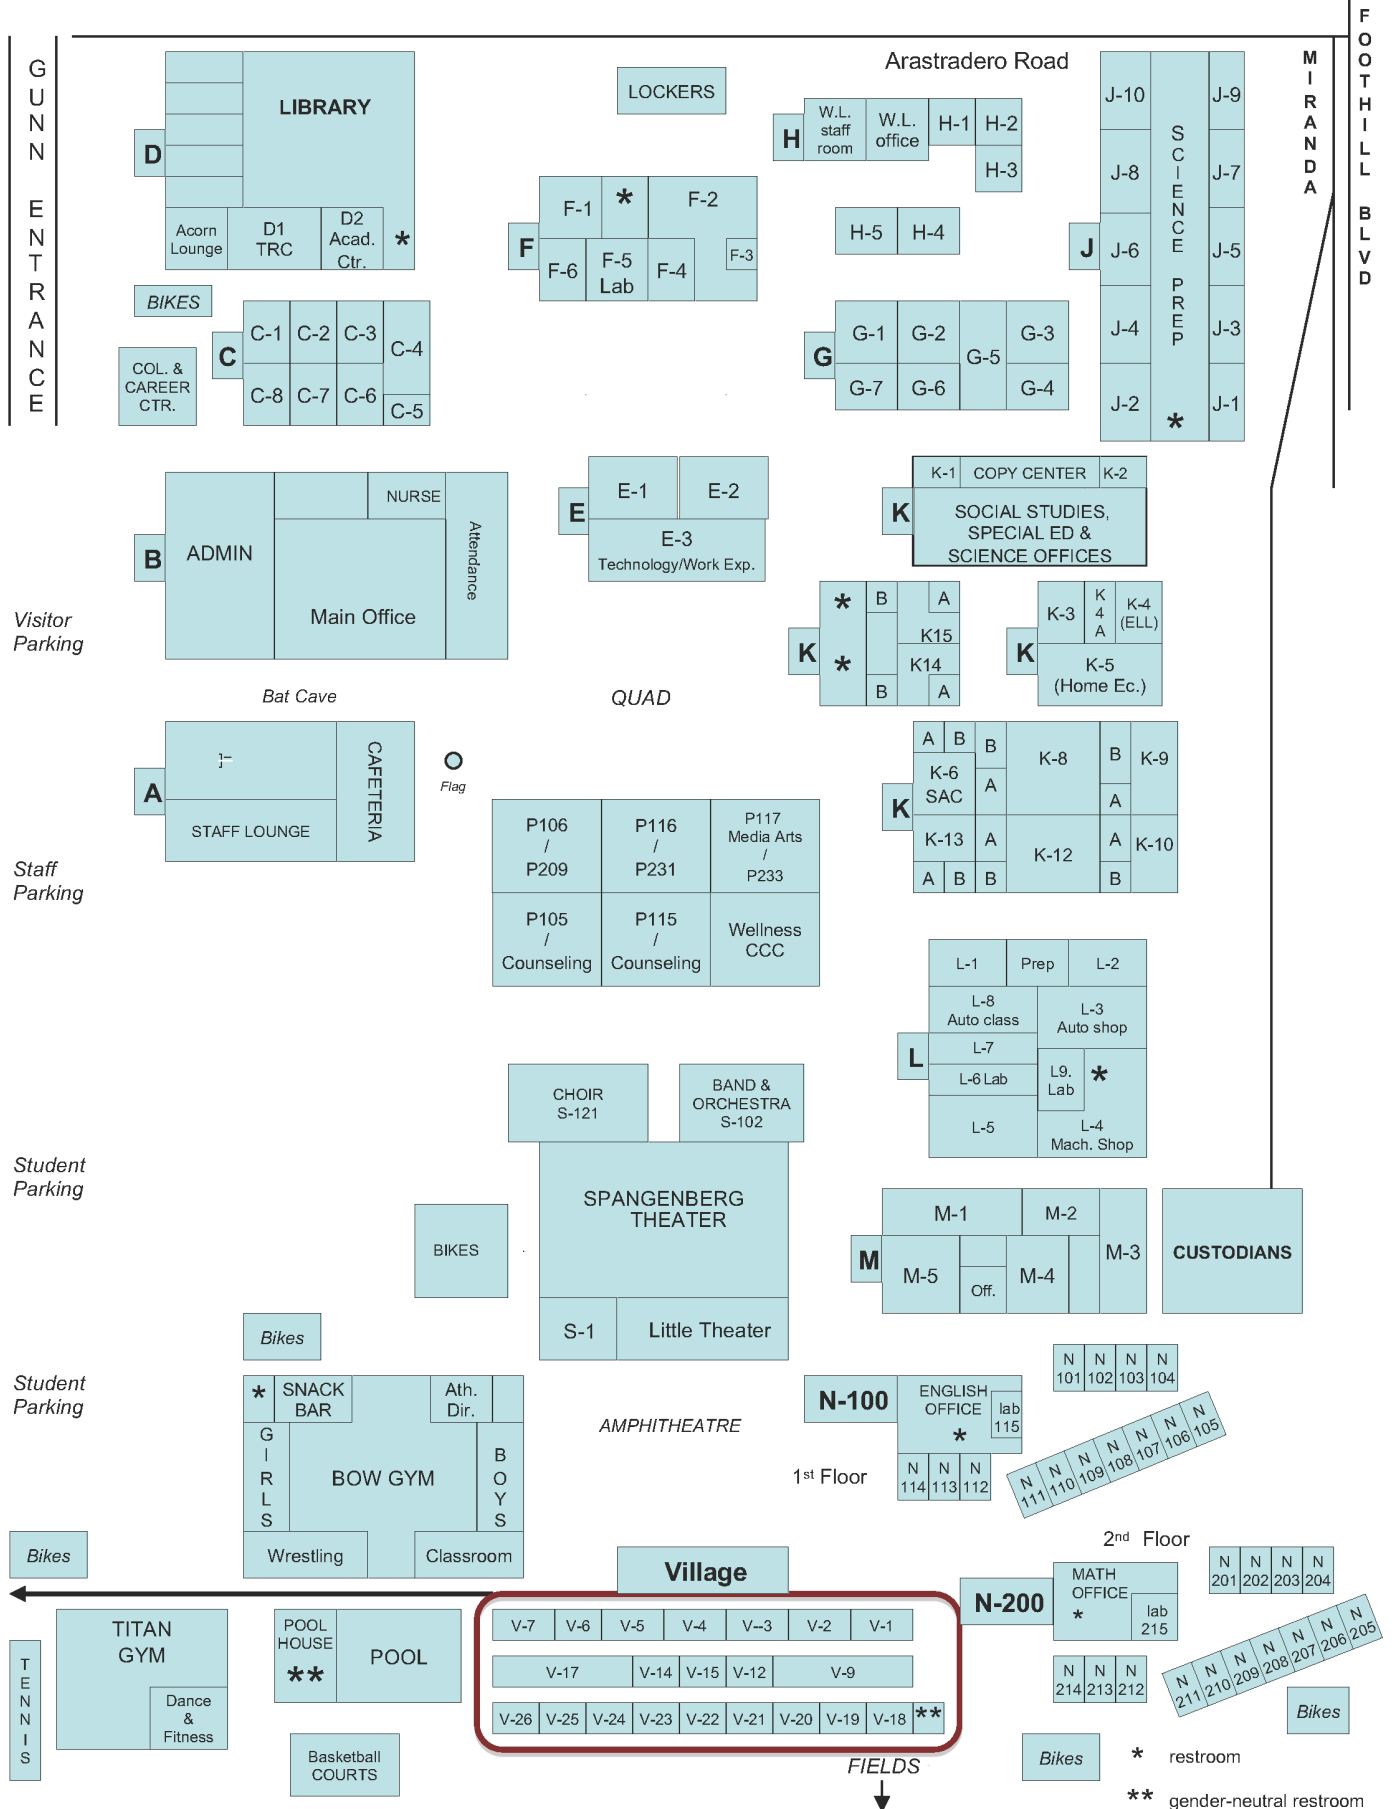 GUNN ENTRANCE
Arastradero Road
MIRANDA
FOOTHILL BLVD
D
LIBRARY
Acorn
Lounge
D1
TRC
D2
Acad.
Ctr.
*
LOCKERS
H
W.L.
staff
room
W.L.
office
H-1
H-2
H-3
H-5
H-4
F
F-1
*
F-2
F-3
F-6
F-5
Lab
F-4
J
J-10
J-8
J-6
J-4
J-2
SCIENCE PREP
*
J-9
J-7
J-5
J-3
J-1
BIKES
COL. &
CAREER
CTR.
C
C-1
C-2
C-3
C-4
C-8
C-7
C-6
C-5
G
G-1
G-2
G-3
G-5
G-7
G-6
G-4
B
ADMIN
NURSE
Attendance
Main Office
E
E-1
E-2
E-3
Technology/Work Exp.
K
K-1
COPY CENTER
K-2
SOCIAL STUDIES,
SPECIAL ED &
SCIENCE OFFICES
Visitor
Parking
K
*
*
B
A
K15
K14
B
A
K
K-3
K
4
A
K-4
(ELL)
K-5
(Home Ec.)
Bat Cave
QUAD
A
STAFF LOUNGE
CAFETERIA
Flag
K
A
B
B
K-6
SAC
A
K-8
B
A
K-9
K-13
A
K-12
A
K-10
A
B
B
B
Staff
Parking
P106
/
P209
P116
/
P231
P117
Media Arts
/
P233
P105
/
Counseling
P115
/
Counseling
Wellness
CCC
L
L-1
Prep
L-2
L-8
Auto class
L-3
Auto shop
L-7
L-6 Lab
L9.
Lab
*
L-5
L-4
Mach. Shop
Student
Parking
CHOIR
S-121
BAND &
ORCHESTRA
S-102
SPANGENBERG
THEATER
S-1
Little Theater
BIKES
M
M-1
M-2
M-3
M-5
Off.
M-4
CUSTODIANS
Bikes
Student
Parking
*
SNACK
BAR
Ath.
Dir.
GIRLS
BOW GYM
BOYS
Wrestling
Classroom
AMPHITHEATRE
N-100
ENGLISH
OFFICE
*
lab
115
1st Floor
N
114
N
113
N
112
N
101
N
102
N
103
N
104
N
111
N
110
N
109
N
108
N
107
N
106
N
105
Bikes
2nd Floor
N-200
MATH
OFFICE
*
lab
215
N
214
N
213
N
212
N
201
N
202
N
203
N
204
N
211
N
210
N
209
N
208
N
207
N
206
N
205
Village
V-7
V-6
V-5
V-4
V--3
V-2
V-1
V-17
V-14
V-15
V-12
V-9
V-26
V-25
V-24
V-23
V-22
V-21
V-20
V-19
V-18
**
TENNIS
TITAN
GYM
Dance
&
Fitness
POOL
HOUSE
**
POOL
Basketball
COURTS
FIELDS
Bikes
Bikes
* restroom
** gender-neutral restroom